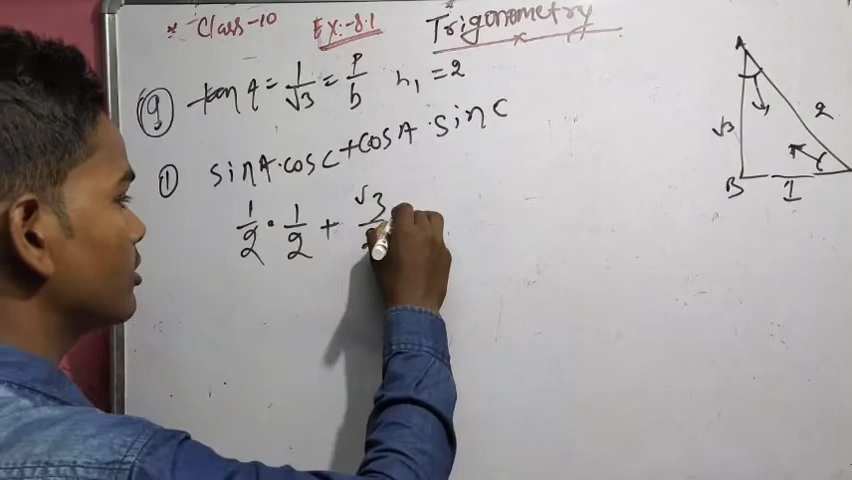 * Class-10 Ex:-8.1 Trigonometry
9 tan A = 1/√3 = P/b h, = 2
① sinA·cosC+cosA·sinC
1/2 · 1/2 + √3
A
√3 2
B 1